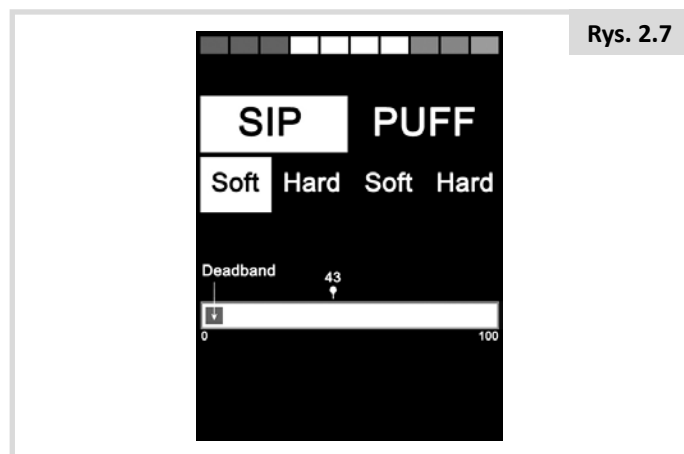 Rys. 2.7
SIP PUFF
Soft Hard Soft Hard
Deadband
43
0 100